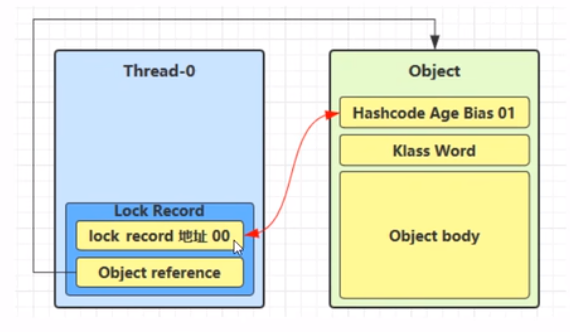 Thread-0
Lock Record
lock record 地址 00
Object reference
Object
Hashcode Age Bias 01
Klass Word
Object body